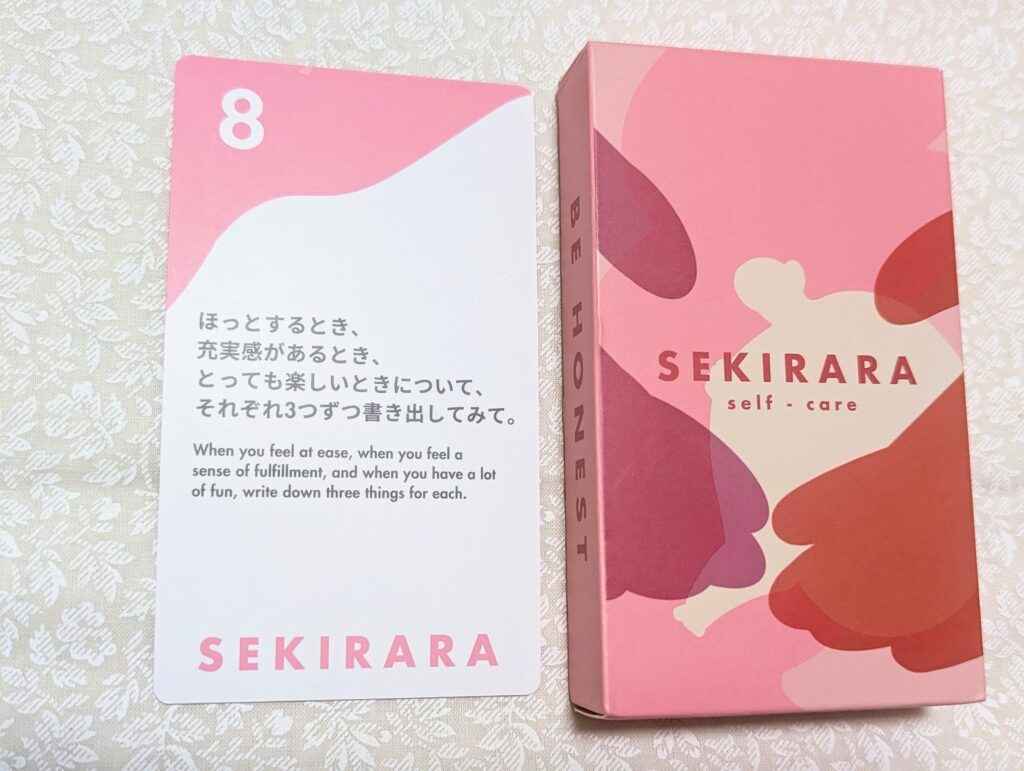 8
ほっとするとき、
充実感があるとき、
とっても楽しいときについて、
それぞれ3つずつ書き出してみて。
When you feel at ease, when you feel a
sense of fulfillment, and when you have a lot
of fun, write down three things for each.
SEKIRARA
BE HONEST
SEKIRARA
self - care